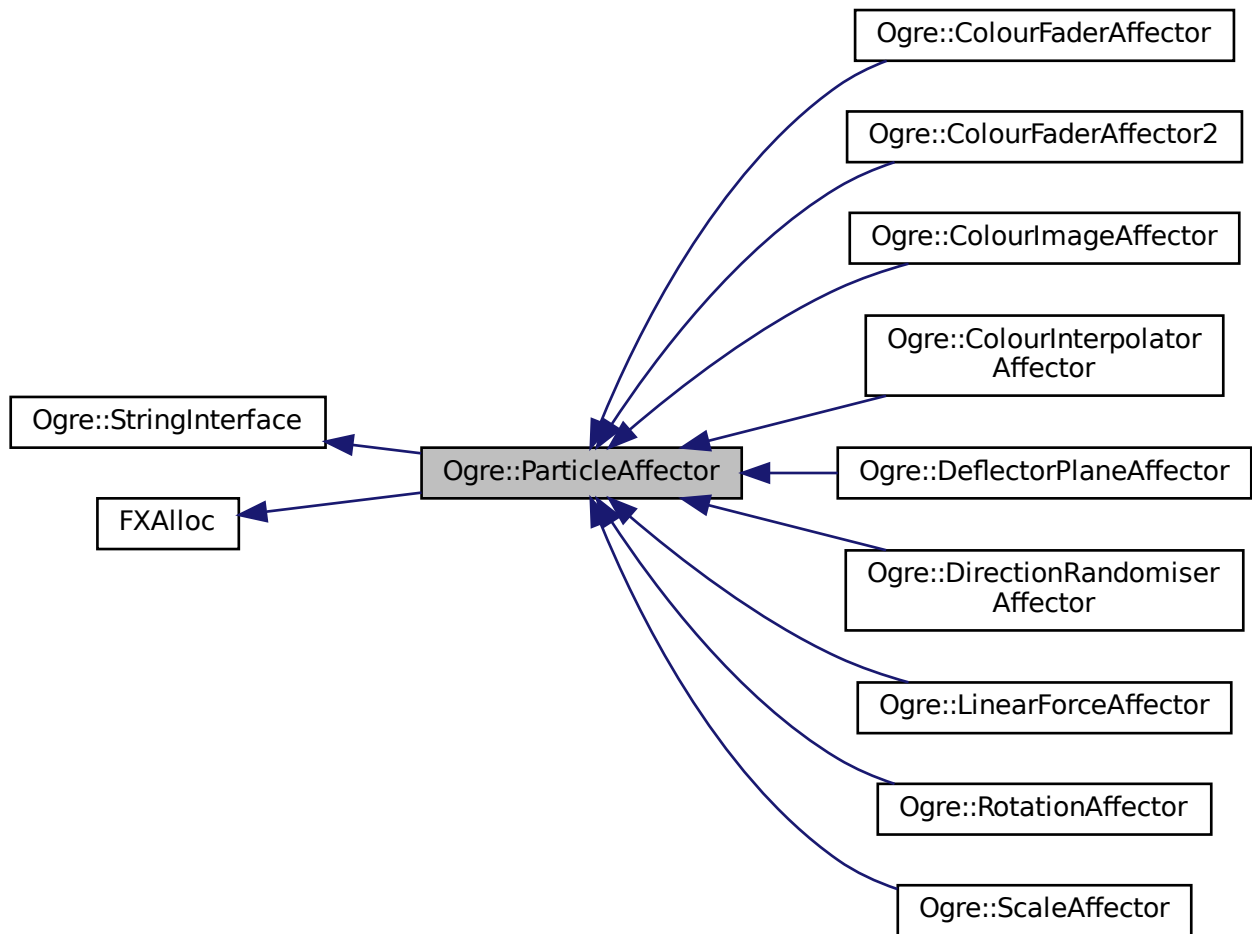 Ogre::ColourFaderAffector
Ogre::ColourFaderAffector2
Ogre::ColourImageAffector
Ogre::ColourInterpolator
Affector
Ogre::StringInterface
Ogre::ParticleAffector
Ogre::DeflectorPlaneAffector
FXAlloc
Ogre::DirectionRandomiser
Affector
Ogre::LinearForceAffector
Ogre::RotationAffector
Ogre::ScaleAffector